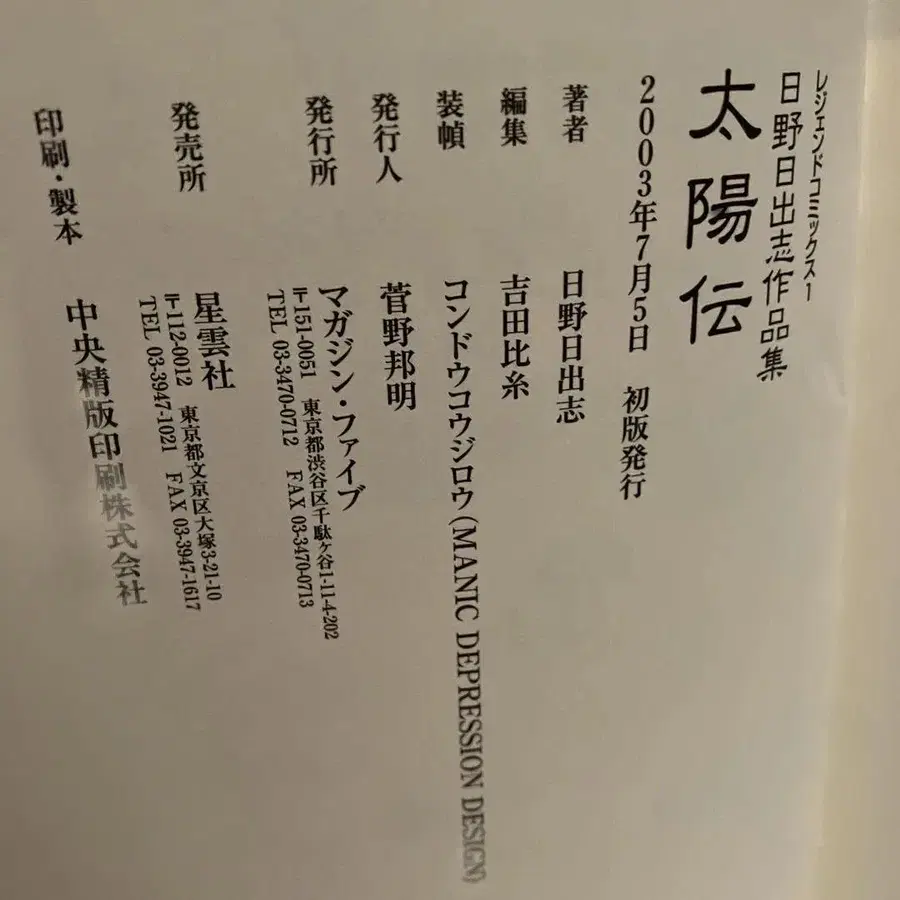 レジェンドコミックス1
日野日出志作品集
太陽伝
2003年7月5日　初版発行
著者　日野日出志
編集　吉田比糸
装幀　コンドウコウジロウ(MANIC DEPRESSION DESIGN)
発行人　菅野邦明
発行所　マガジン・ファイブ
〒151-0051　東京都渋谷区千駄ヶ谷1-11-4-202
TEL 03-3470-0712　FAX 03-3470-0713
発売所　星雲社
〒112-0012　東京都文京区大塚3-21-10
TEL 03-3947-1021　FAX 03-3947-1617
印刷・製本　中央精版印刷株式会社